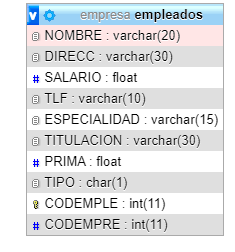 v empresa empleados
NOMBRE : varchar(20)
DIRECC : varchar(30)
# SALARIO : float
TLF : varchar(10)
ESPECIALIDAD : varchar(15)
TITULACION : varchar(30)
# PRIMA : float
TIPO : char(1)
CODEMPLE : int(11)
# CODEMPRE : int(11)